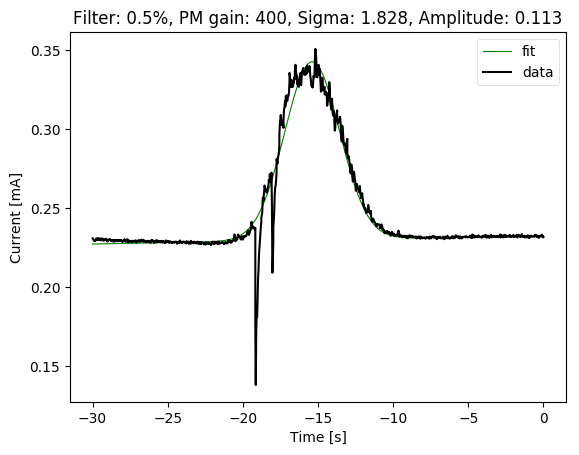 Filter: 0.5%, PM gain: 400, Sigma: 1.828, Amplitude: 0.113
fit
data
0.35
0.30
0.25
0.20
0.15
Current [mA]
−30
−25
−20
−15
−10
−5
0
Time [s]